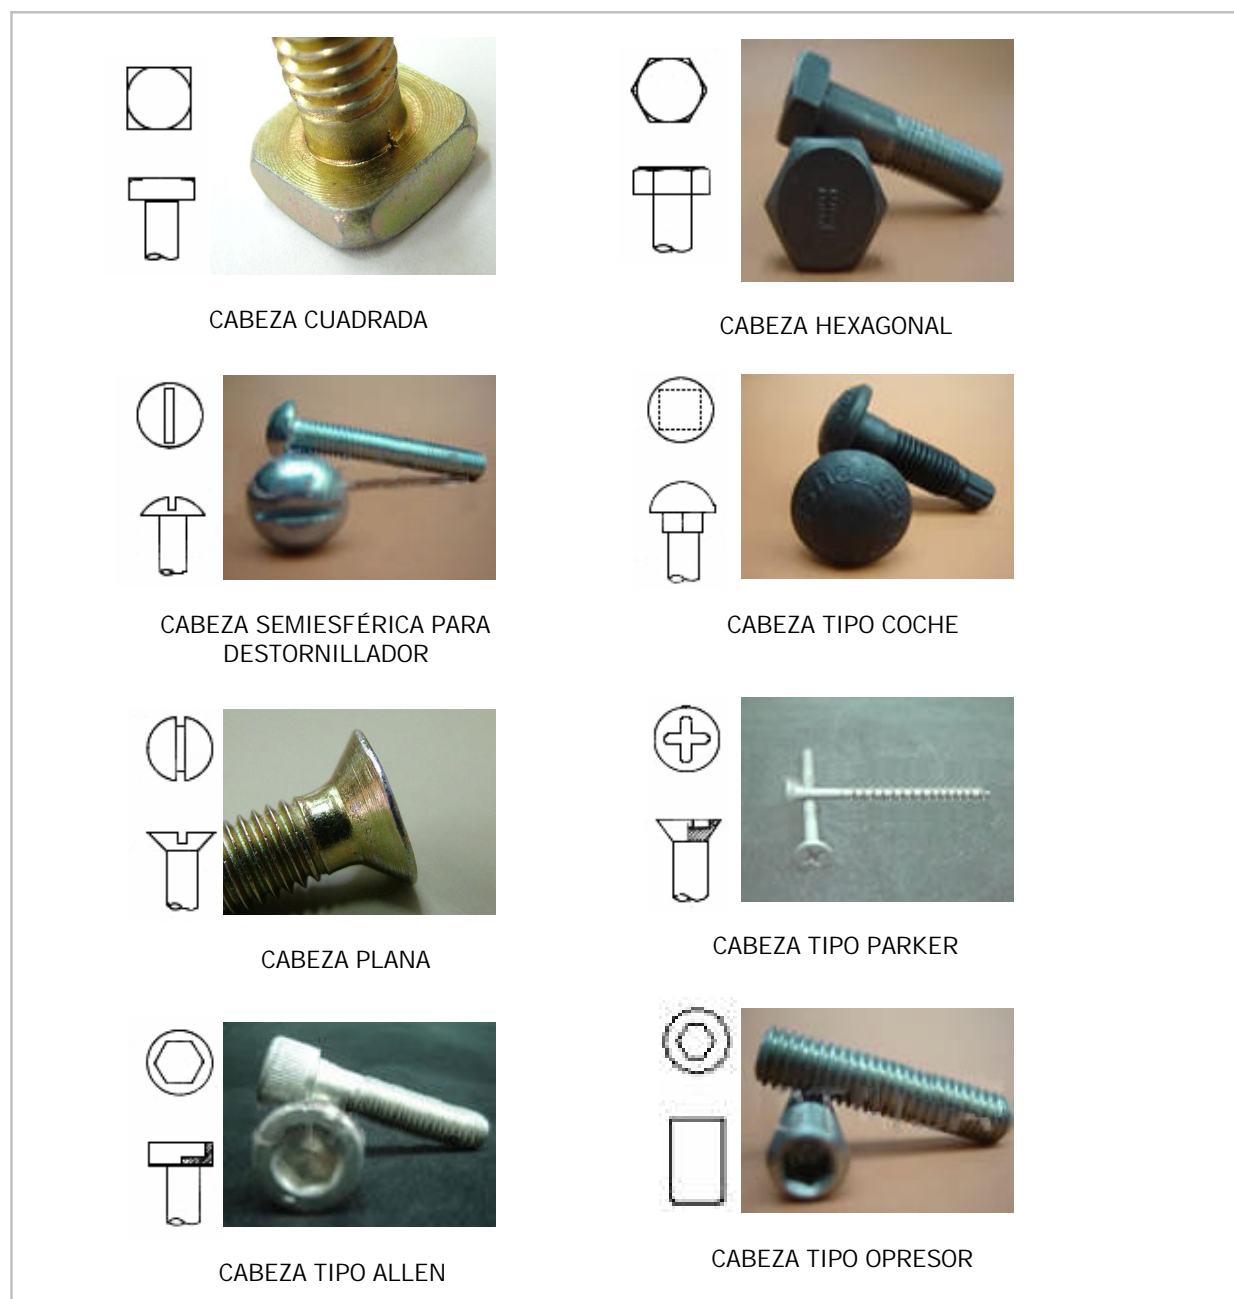 CABEZA CUADRADA
CABEZA HEXAGONAL
CABEZA SEMIESFÉRICA PARA
DESTORNILLADOR
CABEZA TIPO COCHE
CABEZA PLANA
CABEZA TIPO PARKER
CABEZA TIPO ALLEN
CABEZA TIPO OPRESOR